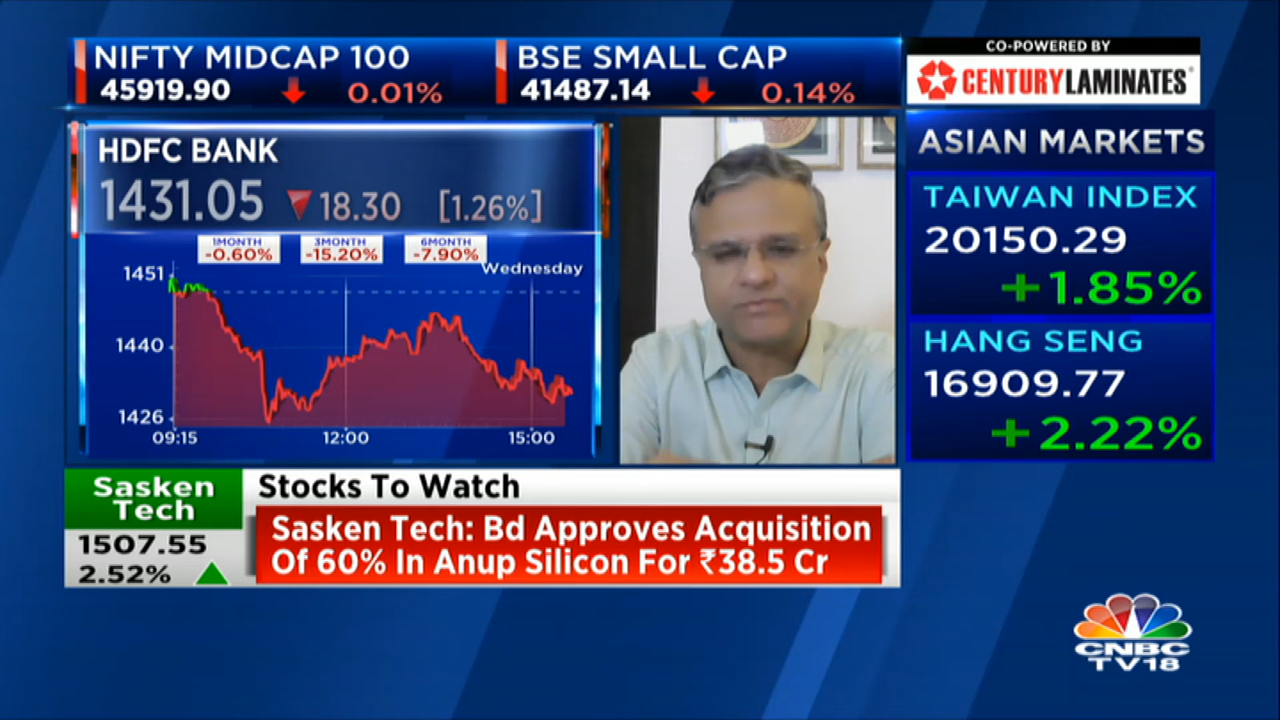 NIFTY MIDCAP 100
45919.90 0.01%
BSE SMALL CAP
41487.14 0.14%
CO-POWERED BY
CENTURYLAMINATES®
HDFC BANK
1431.05 ▼18.30 [1.26%]
1MONTH
-0.60%
3MONTH
-15.20%
6MONTH
-7.90%
Wednesday
1451
1440
1426
09:15 12:00 15:00
ASIAN MARKETS
TAIWAN INDEX
20150.29
+1.85%
HANG SENG
16909.77
+2.22%
Sasken
Tech
1507.55
2.52%
Stocks To Watch
Sasken Tech: Bd Approves Acquisition
Of 60% In Anup Silicon For ₹38.5 Cr
CNBC
TV18